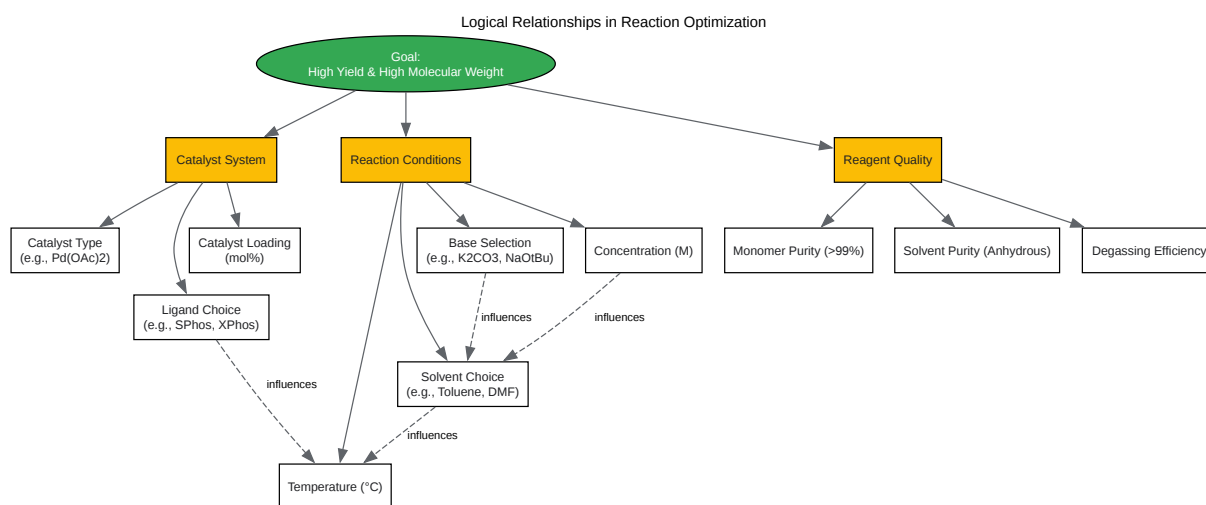 Logical Relationships in Reaction Optimization
Goal:
High Yield & High Molecular Weight
Catalyst System
Reaction Conditions
Reagent Quality
Catalyst Type
(e.g., Pd(OAc)2)
Catalyst Loading
(mol%)
Base Selection
(e.g., K2CO3, NaOtBu)
Concentration (M)
Monomer Purity (>99%)
Solvent Purity (Anhydrous)
Degassing Efficiency
Ligand Choice
(e.g., SPhos, XPhos)
influences
influences
Solvent Choice
(e.g., Toluene, DMF)
influences
influences
Temperature (°C)